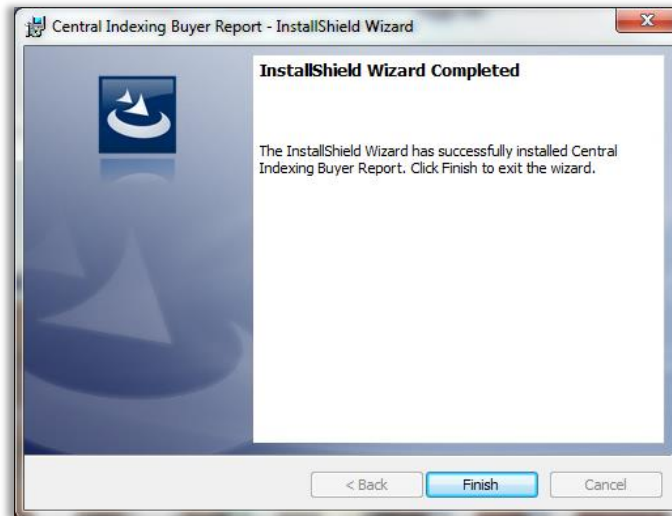 Central Indexing Buyer Report - InstallShield Wizard
InstallShield Wizard Completed
The InstallShield Wizard has successfully installed Central
Indexing Buyer Report. Click Finish to exit the wizard.
< Back
Finish
Cancel